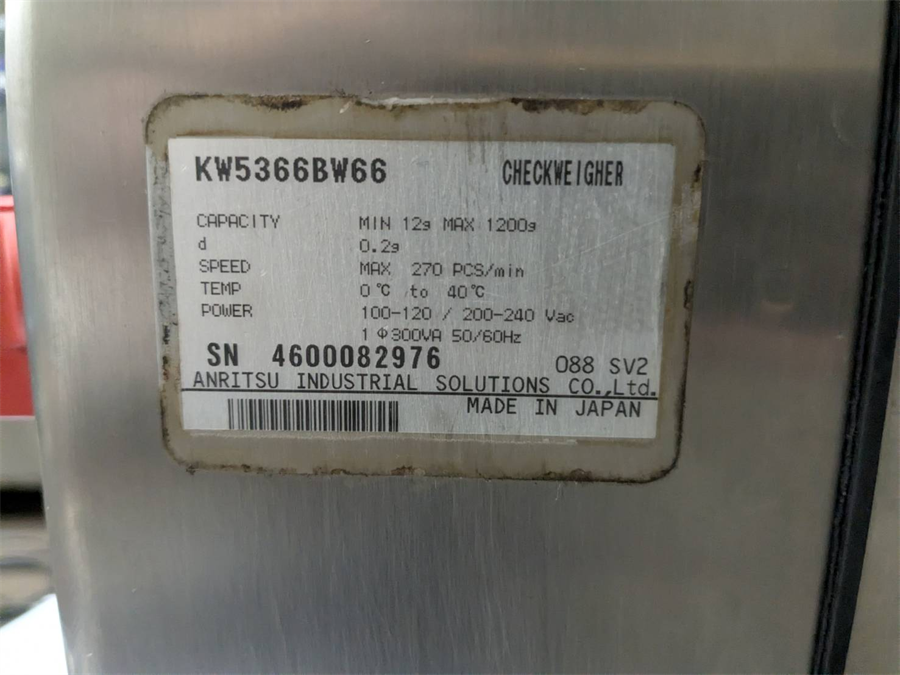 KW5366BW66 CHECKWEIGHER
CAPACITY MIN 12g MAX 1200g
d 0.2g
SPEED MAX 270 PCS/min
TEMP 0℃ to 40℃
POWER 100-120 / 200-240 Vac
1 Φ 300VA 50/60Hz
SN 4600082976 088 SV2
ANRITSU INDUSTRIAL SOLUTIONS CO.,Ltd.
MADE IN JAPAN